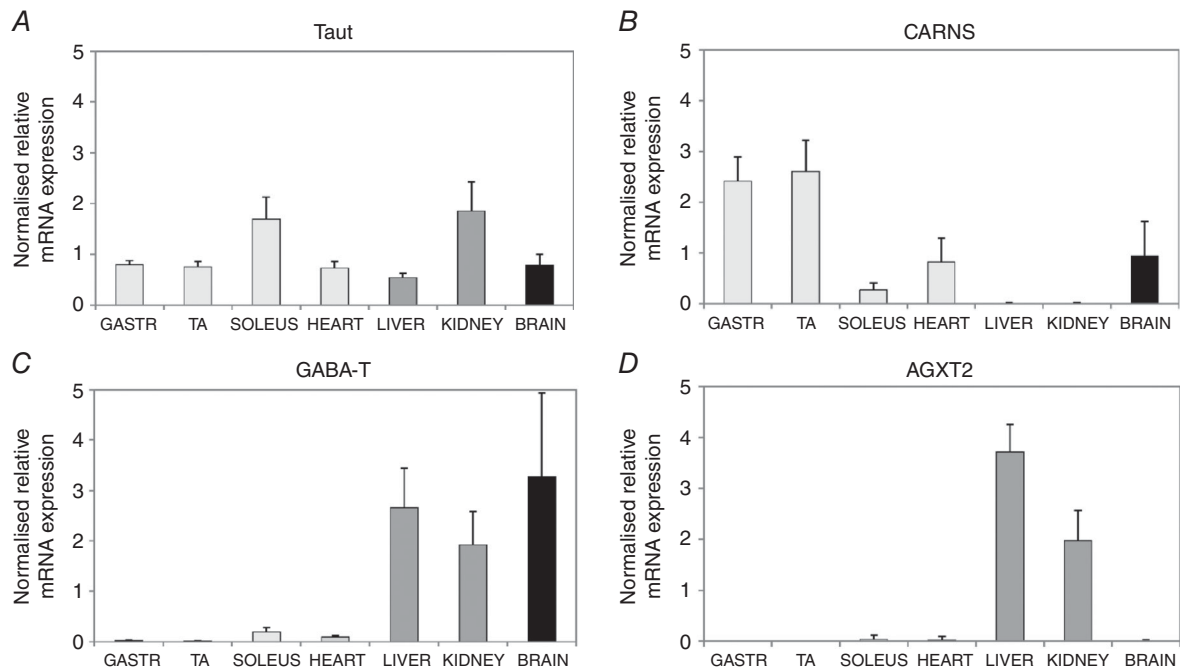 A
Taut
Normalised relative
mRNA expression
5
4
3
2
1
0
GASTR TA SOLEUS HEART LIVER KIDNEY BRAIN
B
CARNS
Normalised relative
mRNA expression
5
4
3
2
1
0
GASTR TA SOLEUS HEART LIVER KIDNEY BRAIN
C
GABA-T
Normalised relative
mRNA expression
5
4
3
2
1
0
GASTR TA SOLEUS HEART LIVER KIDNEY BRAIN
D
AGXT2
Normalised relative
mRNA expression
5
4
3
2
1
0
GASTR TA SOLEUS HEART LIVER KIDNEY BRAIN